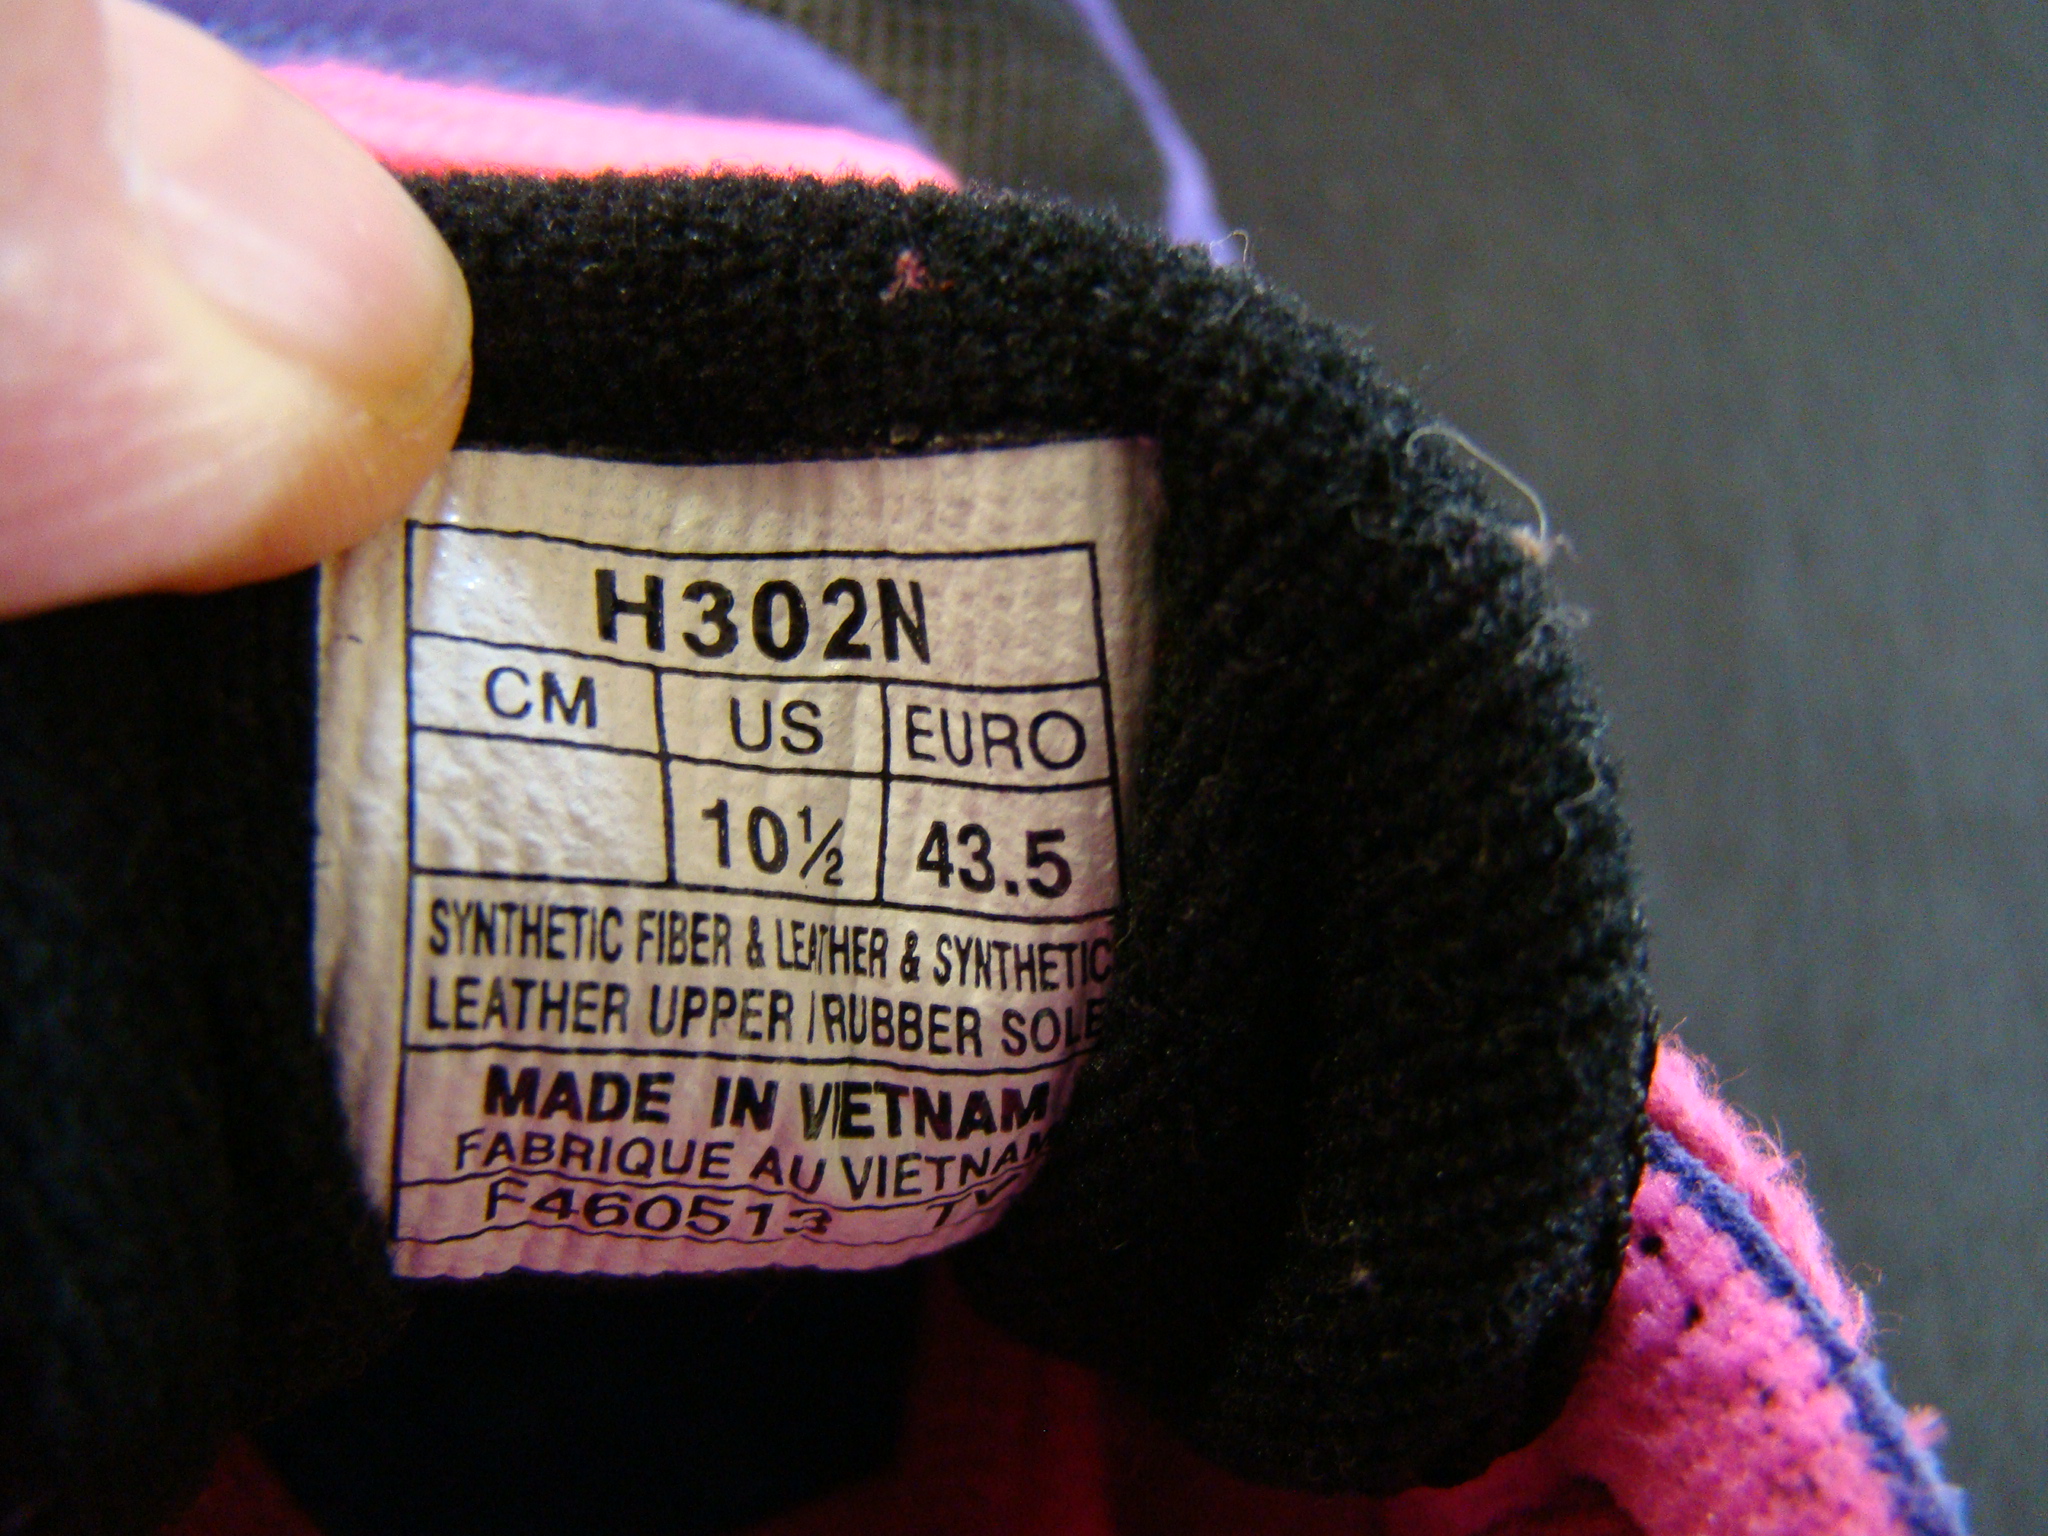 H302N
CM US EURO
10½ 43.5
SYNTHETIC FIBER & LEATHER & SYNTHETIC
LEATHER UPPER / RUBBER SOLE
MADE IN VIETNAM
FABRIQUE AU VIETNAM
F460513